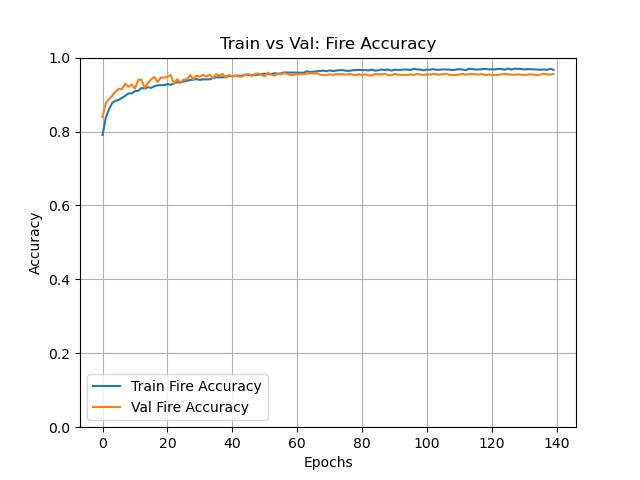 Train vs Val: Fire Accuracy
1.0
0.8
0.6
0.4
0.2
0.0
Accuracy
Train Fire Accuracy
Val Fire Accuracy
0 20 40 60 80 100 120 140
Epochs